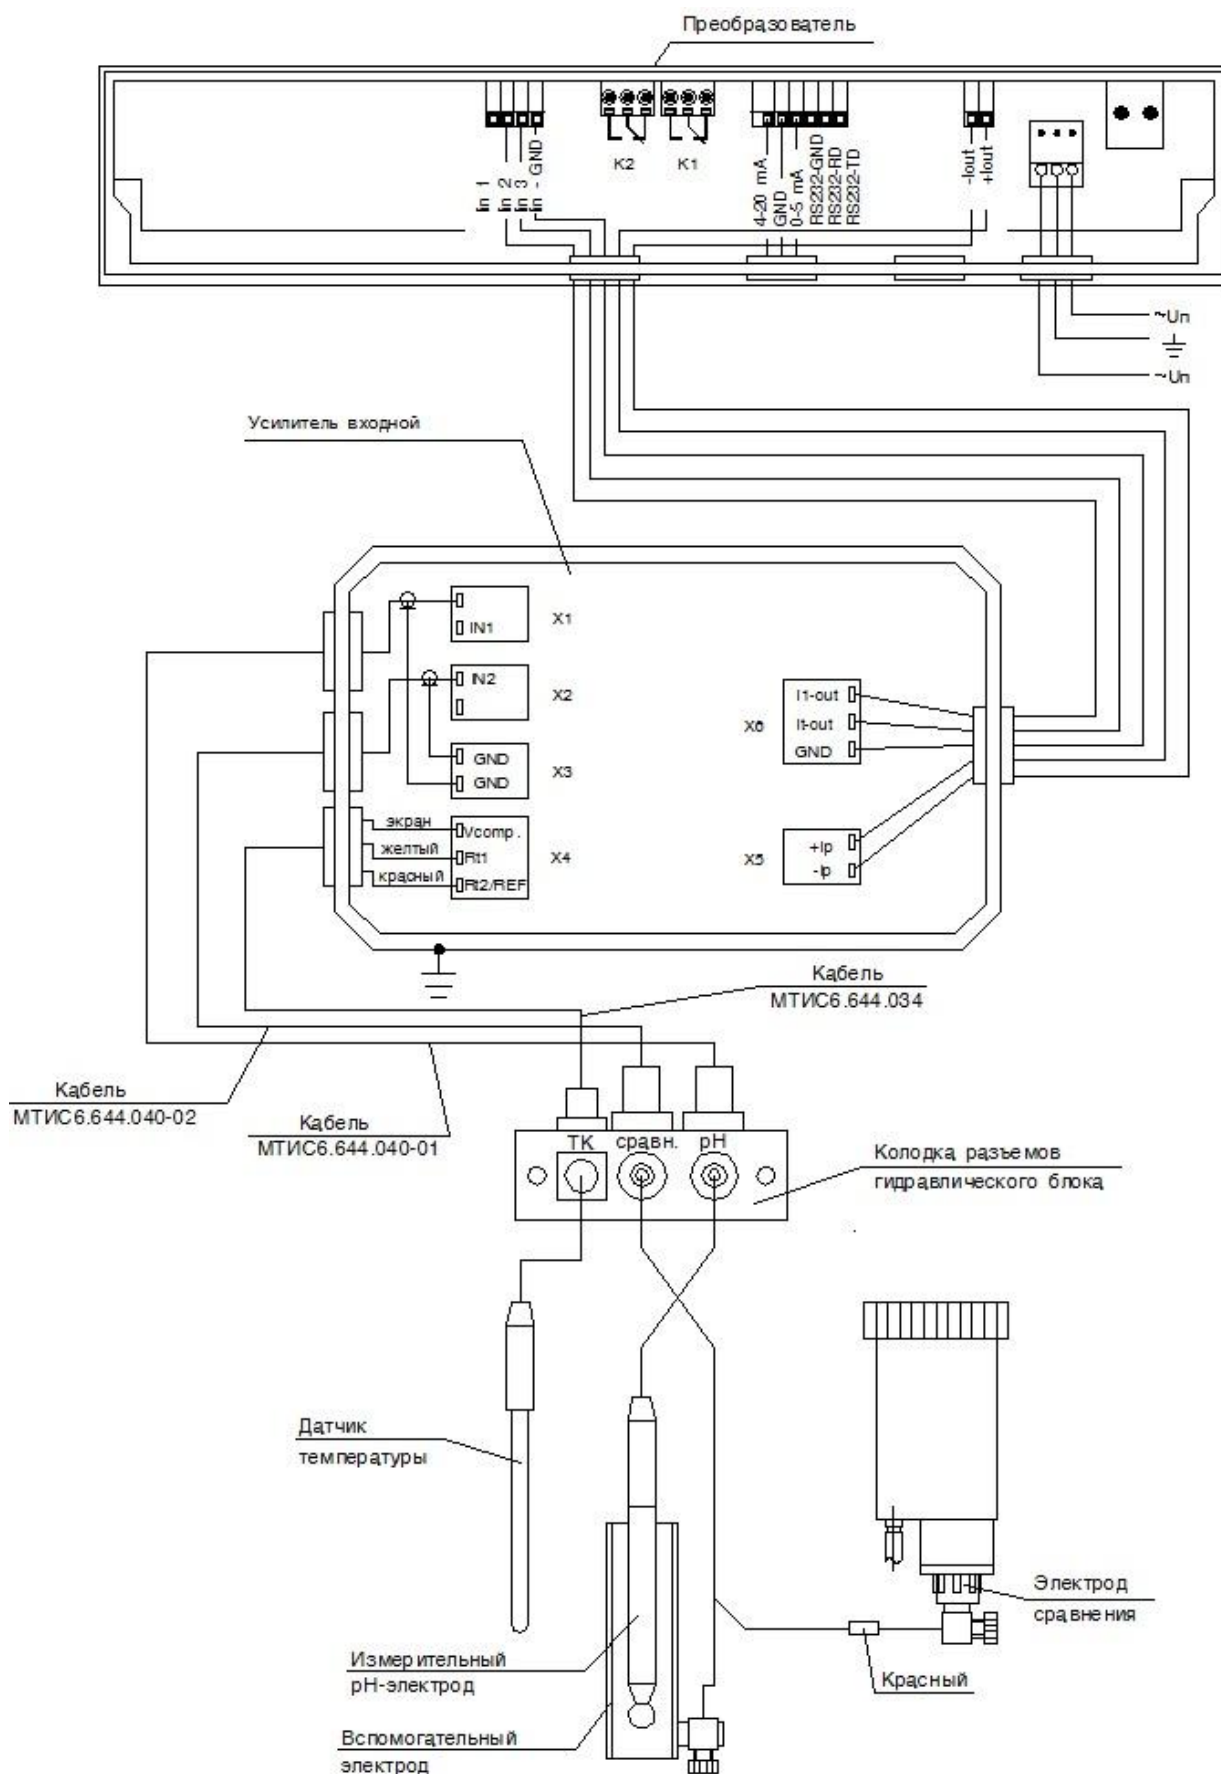 Преобразователь
K2
K1
in 1
in 2
in 3
in - GND
4-20 mA
GND
0-5 mA
RS232-GND
RS232-RD
RS232-TD
-Iout
+Iout
~Uп
~Uп
Усилитель входной
IN1
X1
IN2
X2
GND
GND
X3
экран
Vcomp.
желтый
Rt1
X4
красный
Rt2/REF
I1-out
It-out
X6
GND
+Ip
X5
-Ip
Кабель
МТИС6.644.034
Кабель
МТИС6.644.040-02
Кабель
МТИС6.644.040-01
ТК
сравн.
pH
Колодка разъемов
гидравлического блока
Датчик
температуры
Электрод
сравнения
Измерительный
pH-электрод
Красный
Вспомогательный
электрод